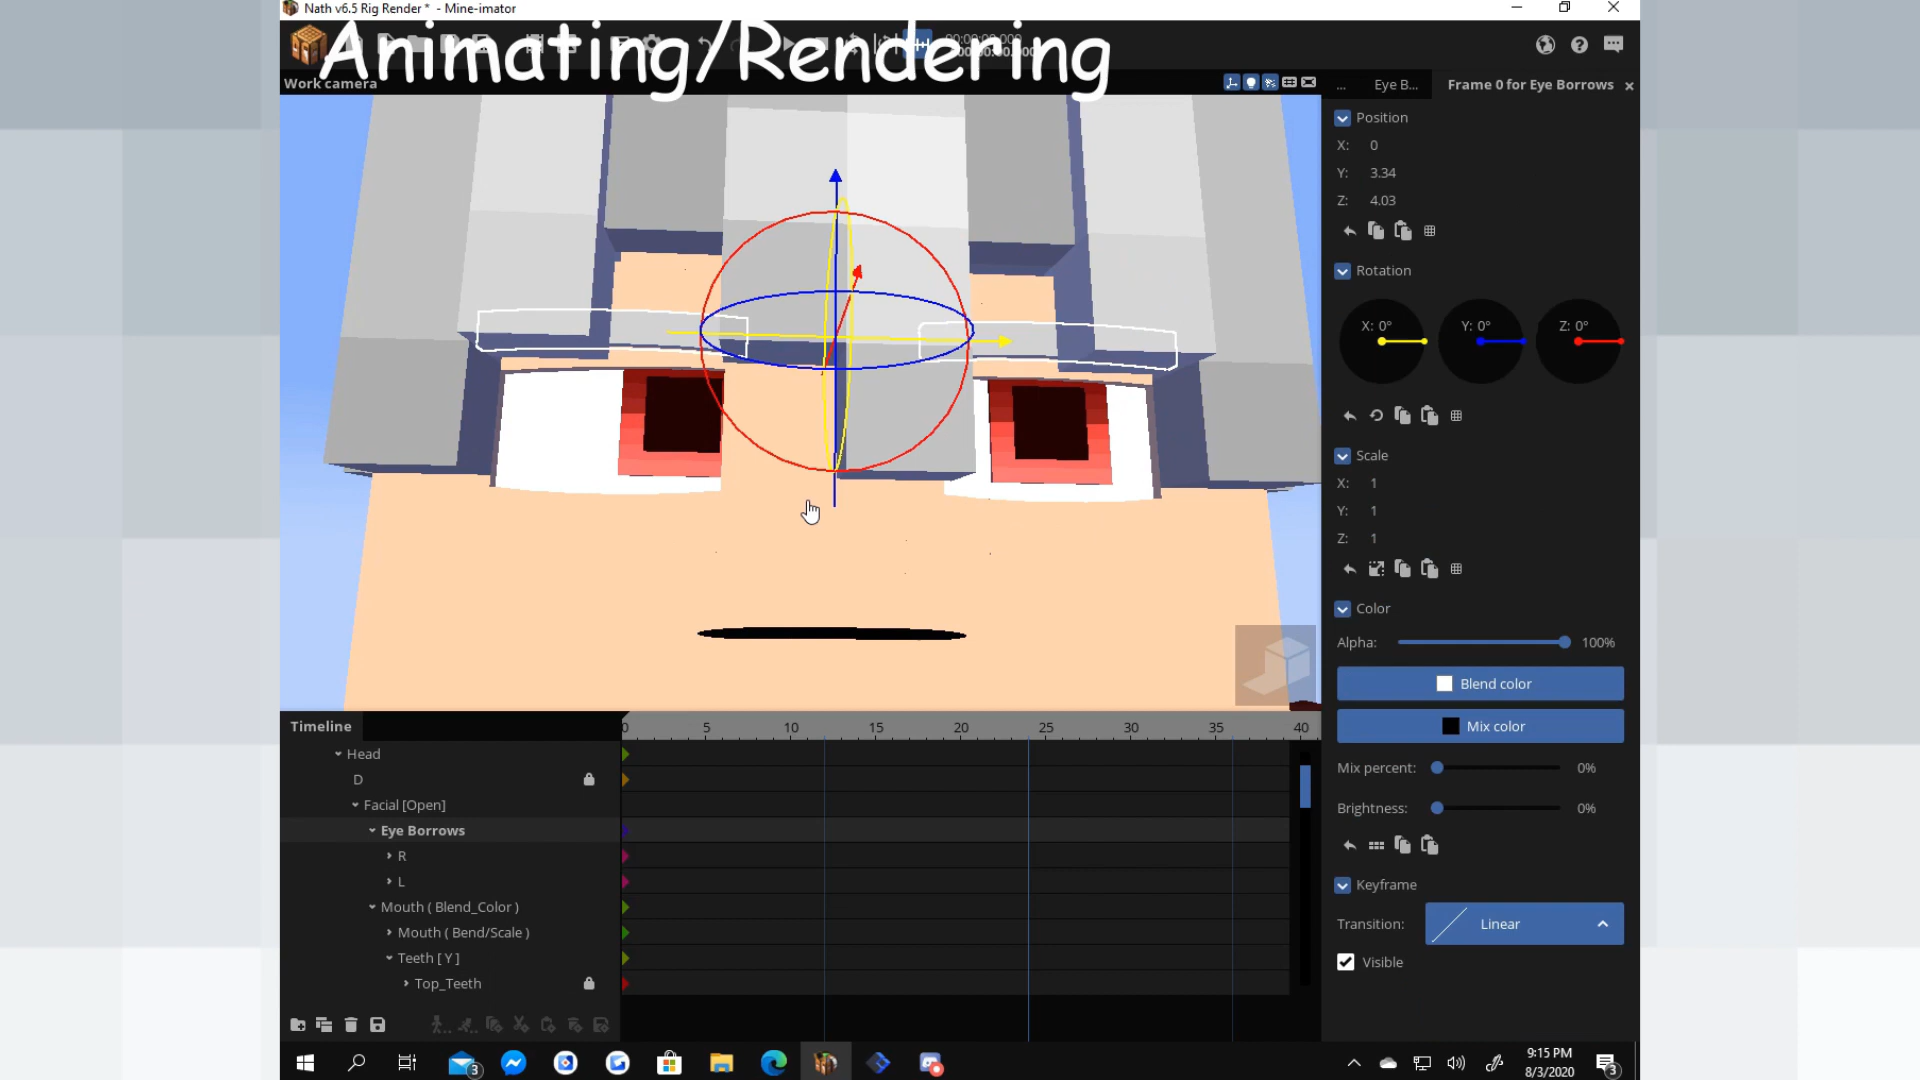 Nath v6.5 Rig Render * - Mine-imator
Animating/Rendering
Work camera
... Eye B... Frame 0 for Eye Borrows
Position
X: 0
Y: 3.34
Z: 4.03
Rotation
X: 0° Y: 0° Z: 0°
Scale
X: 1
Y: 1
Z: 1
Color
Alpha: 100%
Blend color
Mix color
Mix percent: 0%
Brightness: 0%
Keyframe
Transition: Linear
Visible
Timeline 0 5 10 15 20 25 30 35 40
Head
D
Facial [Open]
Eye Borrows
R
L
Mouth ( Blend_Color )
Mouth ( Bend/Scale )
Teeth [ Y ]
Top_Teeth
3
9:15 PM
8/3/2020
3